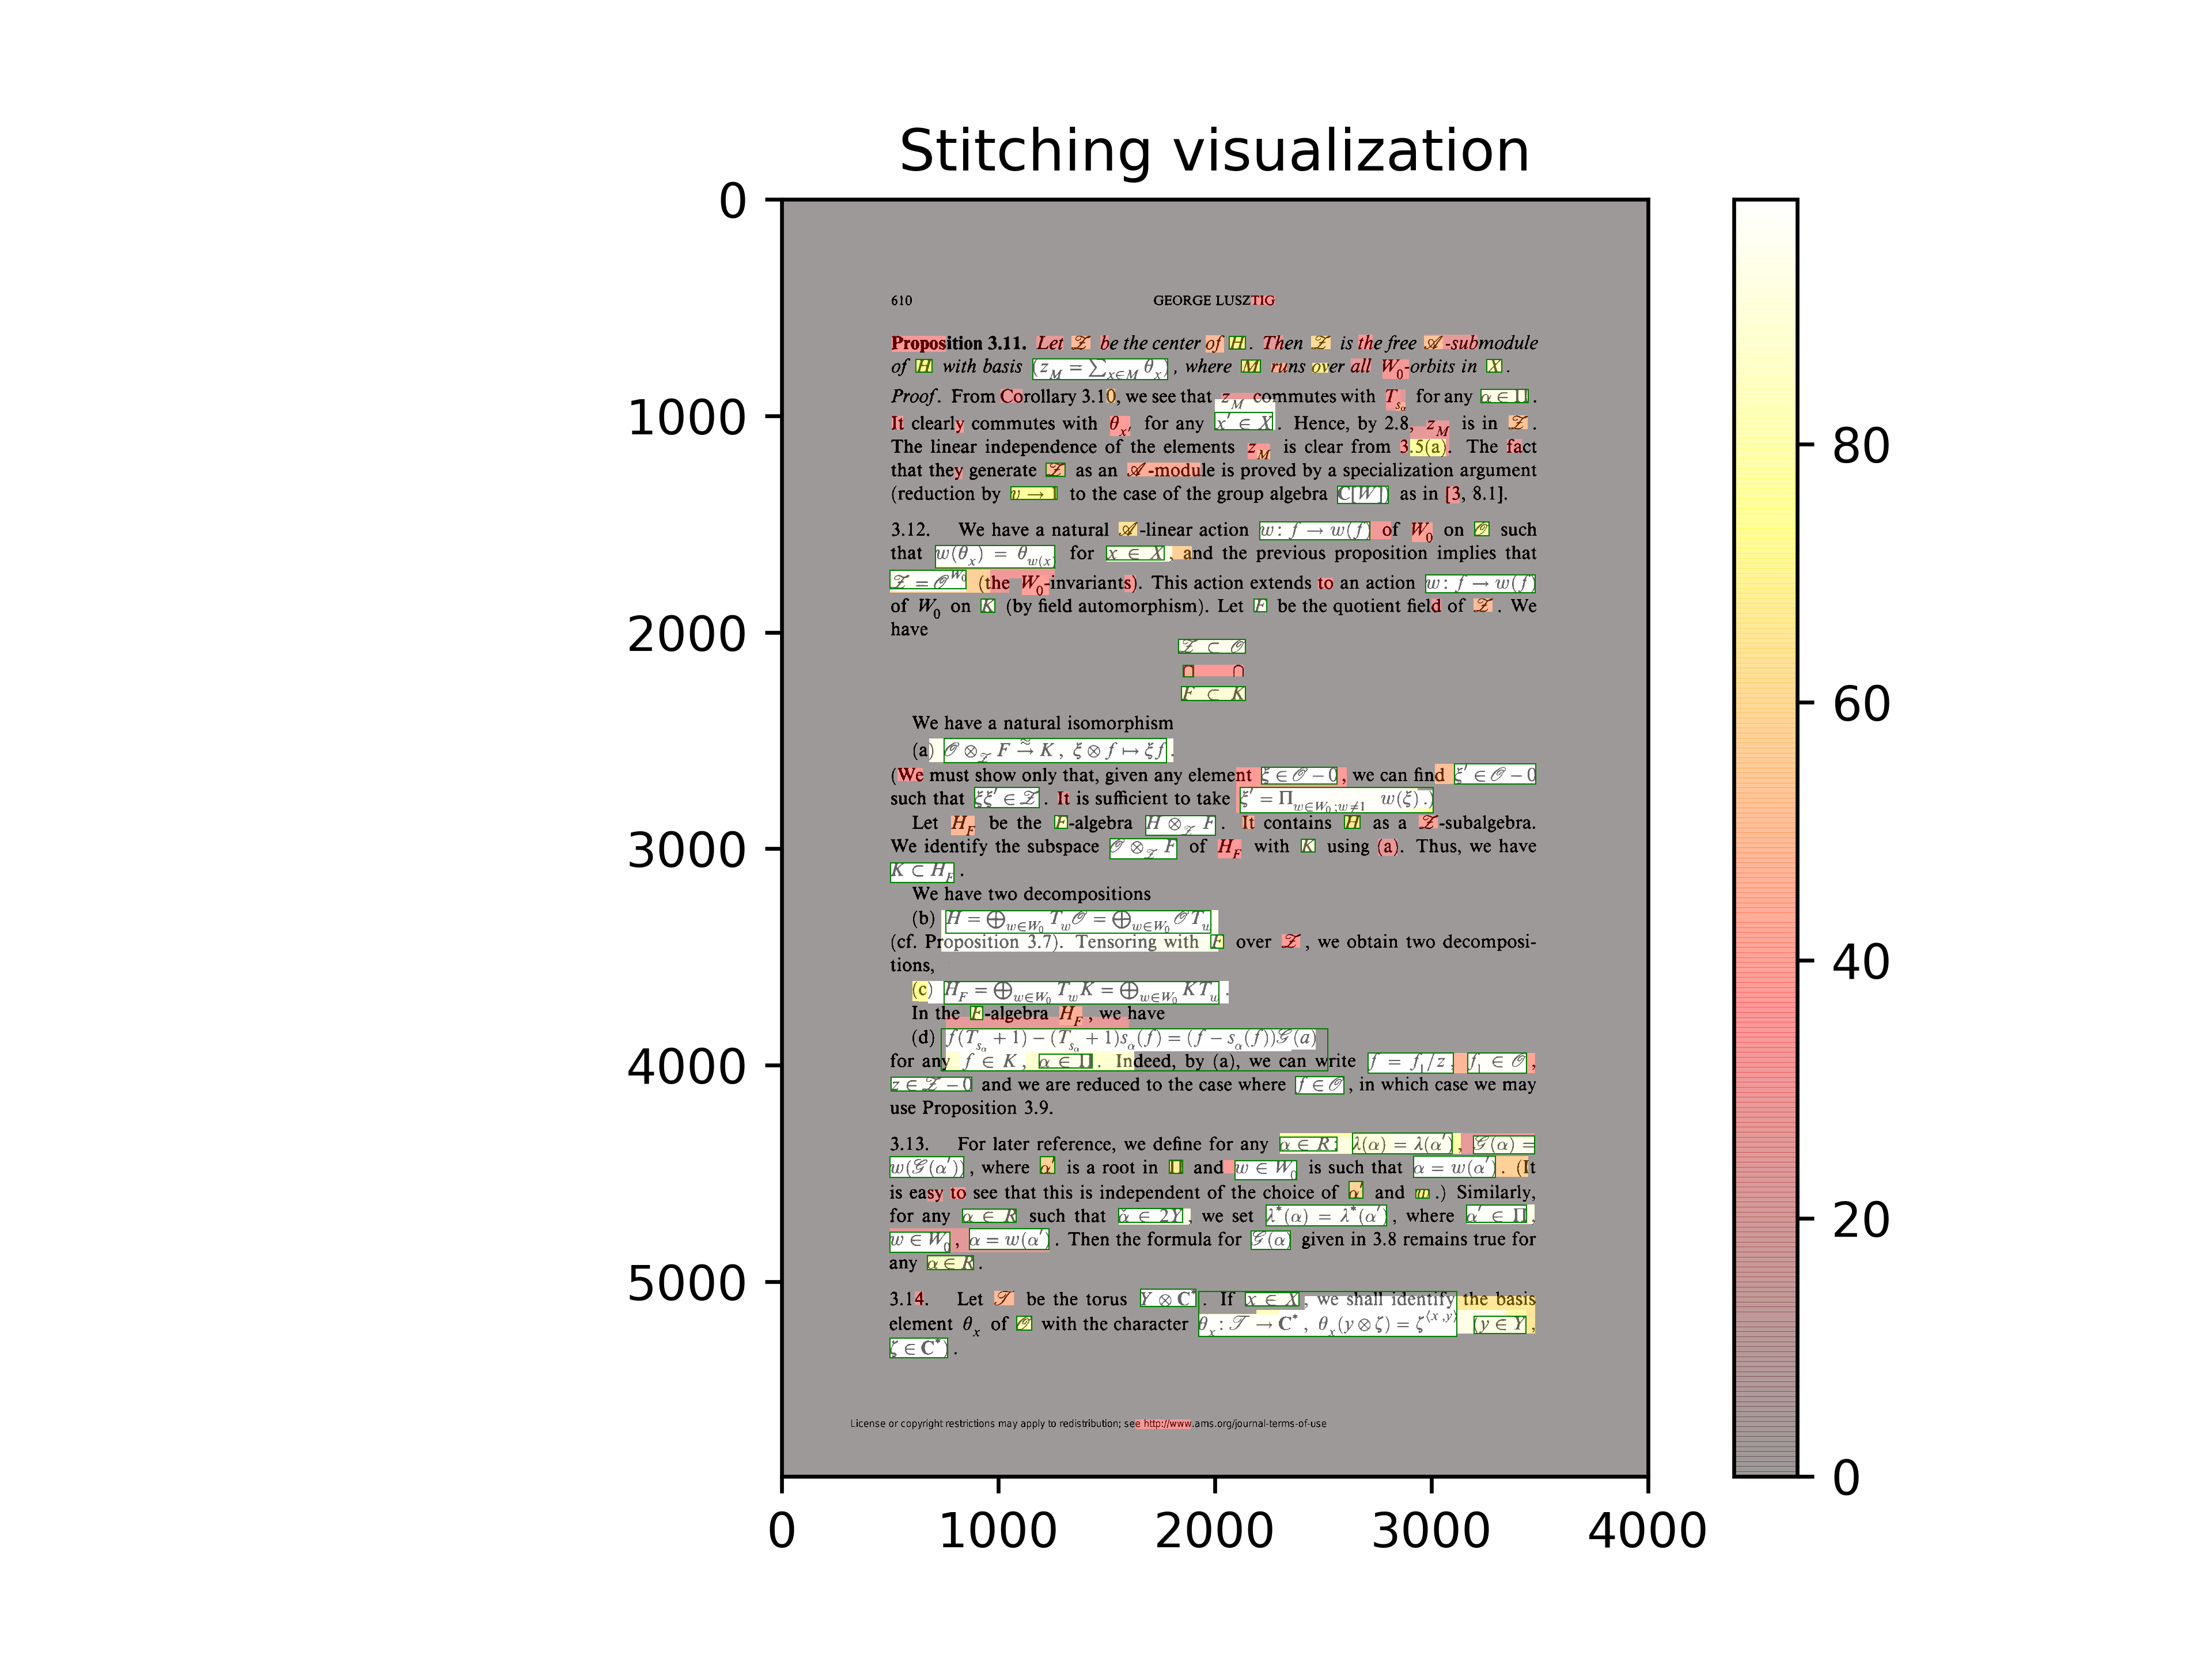 Stitching visualization
0
1000
2000
3000
4000
5000
0
1000
2000
3000
4000
80
60
40
20
0
610 GEORGE LUSZTIG
Proposition 3.11. Let 𝒵 be the center of H. Then 𝒵 is the free 𝒜-submodule
of H with basis (z_M = ∑_{x∈M} θ_x), where M runs over all W_0-orbits in X.
Proof. From Corollary 3.10, we see that z_M commutes with T_{s_α} for any α ∈ Π.
It clearly commutes with θ_{x'} for any x' ∈ X. Hence, by 2.8, z_M is in 𝒵.
The linear independence of the elements z_M is clear from 3.5(a). The fact
that they generate 𝒵 as an 𝒜-module is proved by a specialization argument
(reduction by v → 1 to the case of the group algebra C[W] as in [3, 8.1].
3.12. We have a natural 𝒜-linear action w: f → w(f) of W_0 on 𝒪 such
that w(θ_x) = θ_{w(x)} for x ∈ X, and the previous proposition implies that
𝒵 = 𝒪^{W_0} (the W_0-invariants). This action extends to an action w: f → w(f)
of W_0 on K (by field automorphism). Let F be the quotient field of 𝒵. We
have
𝒵 ⊂ 𝒪
∩ ∩
F ⊂ K
We have a natural isomorphism
(a) 𝒪 ⊗_𝒵 F ≈→ K, ξ ⊗ f ↦ ξf.
(We must show only that, given any element ξ ∈ 𝒪 − 0, we can find ξ' ∈ 𝒪 − 0
such that ξξ' ∈ 𝒵. It is sufficient to take ξ' = Π_{w∈W_0;w≠1} w(ξ).)
Let H_F be the F-algebra H ⊗_𝒵 F. It contains H as a 𝒵-subalgebra.
We identify the subspace 𝒪 ⊗_𝒵 F of H_F with K using (a). Thus, we have
K ⊂ H_F.
We have two decompositions
(b) H = ⊕_{w∈W_0} T_w 𝒪 = ⊕_{w∈W_0} 𝒪T_w
(cf. Proposition 3.7). Tensoring with F over 𝒵, we obtain two decomposi-
tions,
(c) H_F = ⊕_{w∈W_0} T_w K = ⊕_{w∈W_0} KT_w.
In the F-algebra H_F, we have
(d) f(T_{s_α} + 1) − (T_{s_α} + 1)s_α(f) = (f − s_α(f))𝒢(a)
for any f ∈ K, α ∈ Π. Indeed, by (a), we can write f = f_1/z, f_1 ∈ 𝒪,
z ∈ 𝒵 − 0 and we are reduced to the case where f ∈ 𝒪, in which case we may
use Proposition 3.9.
3.13. For later reference, we define for any α ∈ R: λ(α) = λ(α'), 𝒢(α) =
w(𝒢(α')), where α' is a root in Π and w ∈ W_0 is such that α = w(α'). (It
is easy to see that this is independent of the choice of α' and w.) Similarly,
for any α ∈ R such that α̌ ∈ 2Y, we set λ*(α) = λ*(α'), where α' ∈ Π,
w ∈ W_0, α = w(α'). Then the formula for 𝒢(α) given in 3.8 remains true for
any α ∈ R.
3.14. Let 𝒯 be the torus Y ⊗ C*. If x ∈ X, we shall identify the basis
element θ_x of 𝒪 with the character θ_x: 𝒯 → C*, θ_x(y ⊗ ζ) = ζ^{⟨x,y⟩} (y ∈ Y,
ζ ∈ C*).
License or copyright restrictions may apply to redistribution; see http://www.ams.org/journal-terms-of-use